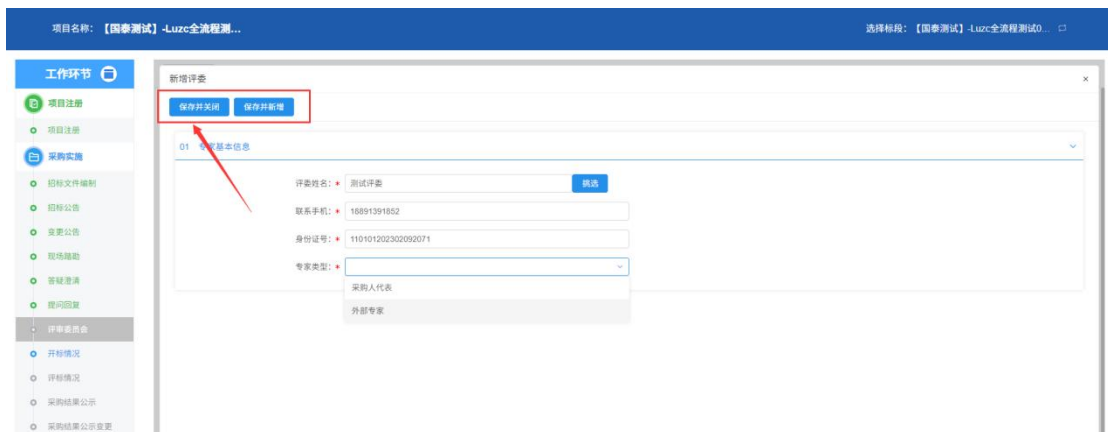 项目名称: 【国泰测试】-Luzc全流程测...
选择标段: 【国泰测试】-Luzc全流程测试0...
工作环节
项目注册
项目注册
采购实施
招标文件编制
招标公告
变更公告
现场踏勘
答疑澄清
提问回复
评审委员会
开标情况
评标情况
采购结果公示
采购结果公示变更
新增评委
×
保存并关闭
保存并新增
01 专家基本信息
评委姓名: * 测试评委
挑选
联系手机: * 18891391852
身份证号: * 110101202302092071
专家类型: *
采购人代表
外部专家